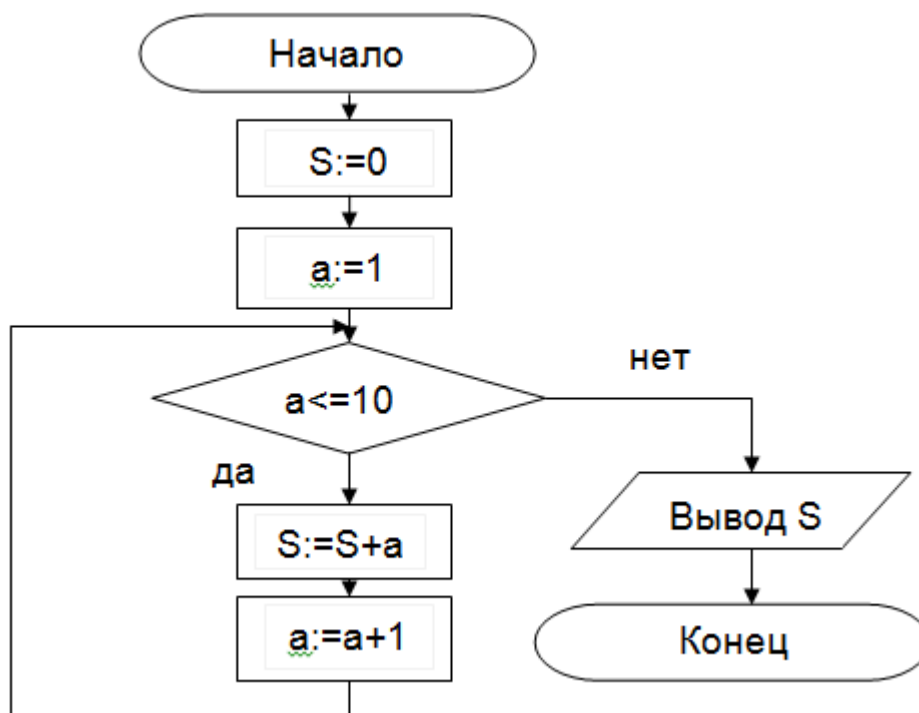 Начало
S:=0
a:=1
a<=10
нет
да
S:=S+a
Вывод S
a:=a+1
Конец